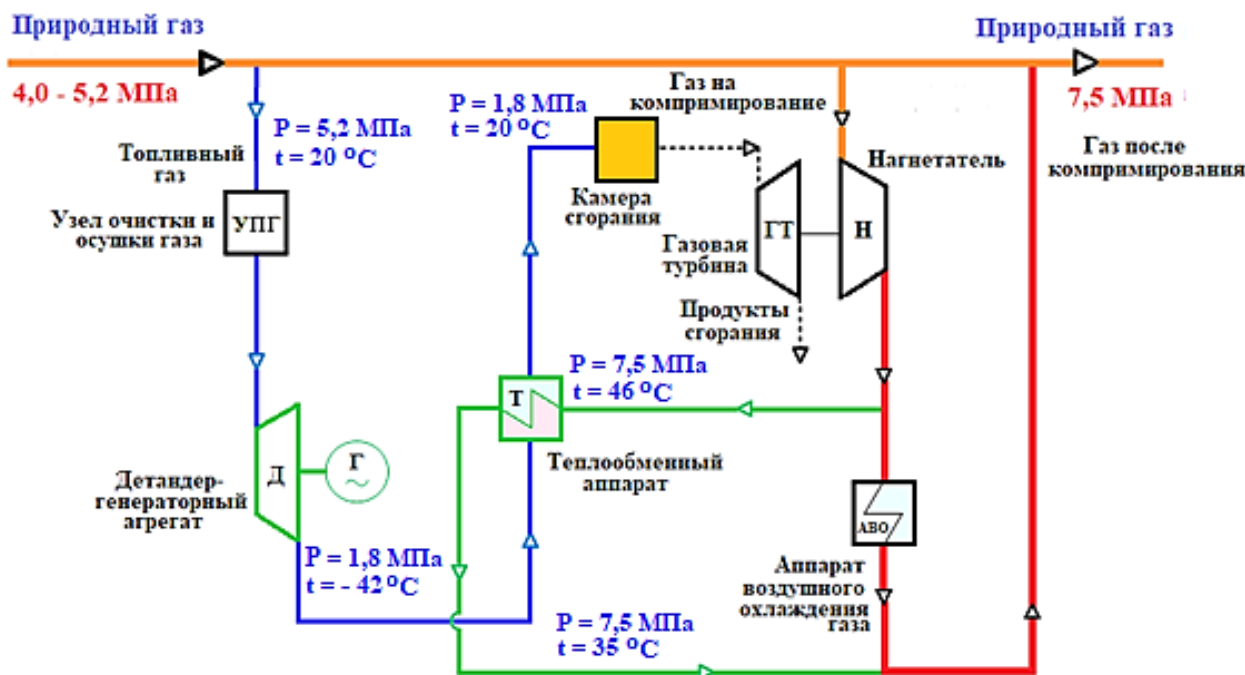 Природный газ
4,0 - 5,2 МПа
Природный газ
7,5 МПа
Газ после
компримирования
Газ на
компримирование
P = 1,8 МПа
t = 20 °C
P = 5,2 МПа
t = 20 °C
Топливный
газ
Узел очистки и
осушки газа
УПГ
Камера
сгорания
Нагнетатель
ГТ
Н
Газовая
турбина
Продукты
сгорания
P = 7,5 МПа
t = 46 °C
Т
Теплообменный
аппарат
Д
Г
~
Детандер-
генераторный
агрегат
P = 1,8 МПа
t = - 42 °C
АВО
Аппарат
воздушного
охлаждения
газа
P = 7,5 МПа
t = 35 °C